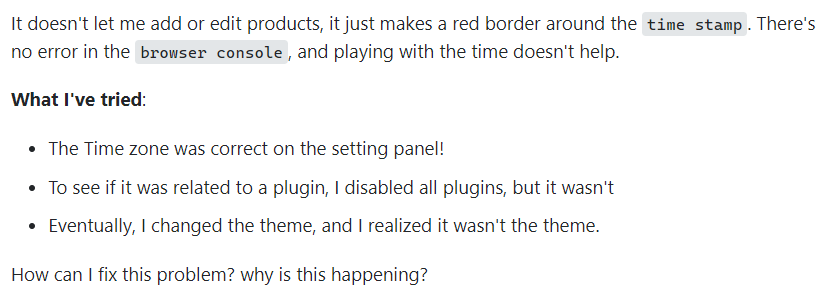 It doesn't let me add or edit products, it just makes a red border around the time stamp. There's
no error in the browser console, and playing with the time doesn't help.
What I've tried:
• The Time zone was correct on the setting panel!
• To see if it was related to a plugin, I disabled all plugins, but it wasn't
• Eventually, I changed the theme, and I realized it wasn't the theme.
How can I fix this problem? why is this happening?